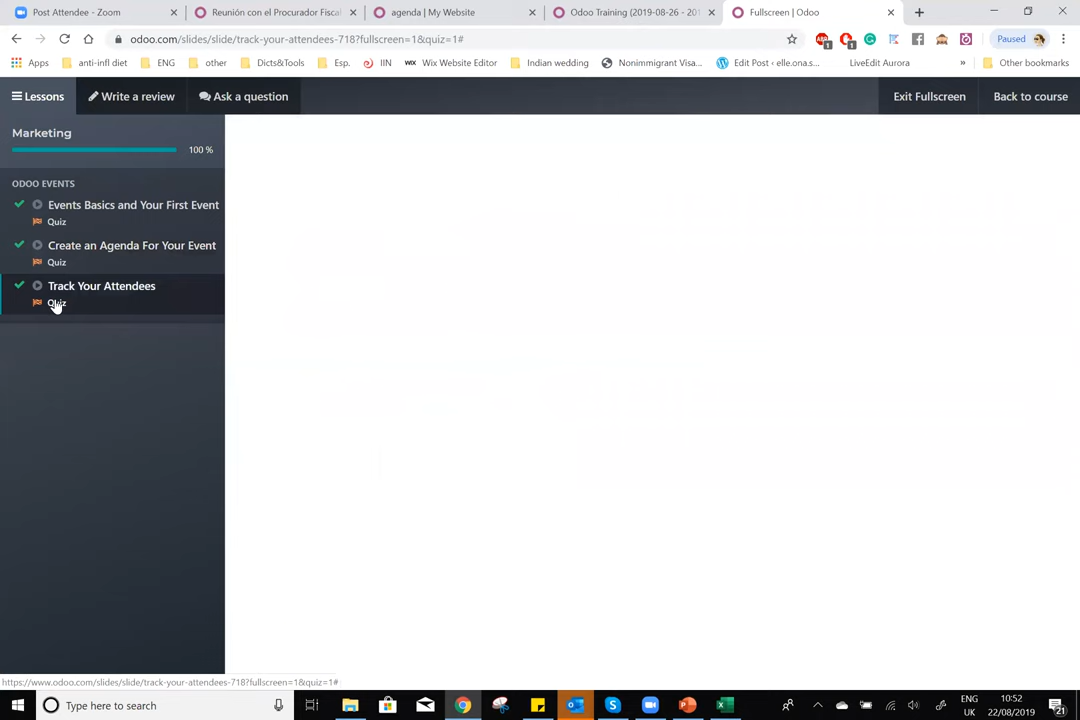 Post Attendee - Zoom
Reunión con el Procurador Fiscal
agenda | My Website
Odoo Training (2019-08-26 - 201
Fullscreen | Odoo
odoo.com/slides/slide/track-your-attendees-718?fullscreen=1&quiz=1#
1
1
Paused
Apps
anti-infl diet
ENG
other
Dicts&Tools
Esp.
IIN
WIX Wix Website Editor
Indian wedding
Nonimmigrant Visa...
Edit Post ‹ elle.ona.s...
LiveEdit Aurora
»
Other bookmarks
Lessons
Write a review
Ask a question
Exit Fullscreen
Back to course
Marketing
100 %
ODOO EVENTS
Events Basics and Your First Event
Quiz
Create an Agenda For Your Event
Quiz
Track Your Attendees
Quiz
https://www.odoo.com/slides/slide/track-your-attendees-718?fullscreen=1&quiz=1#
Type here to search
ENG
UK
10:52
22/08/2019
21